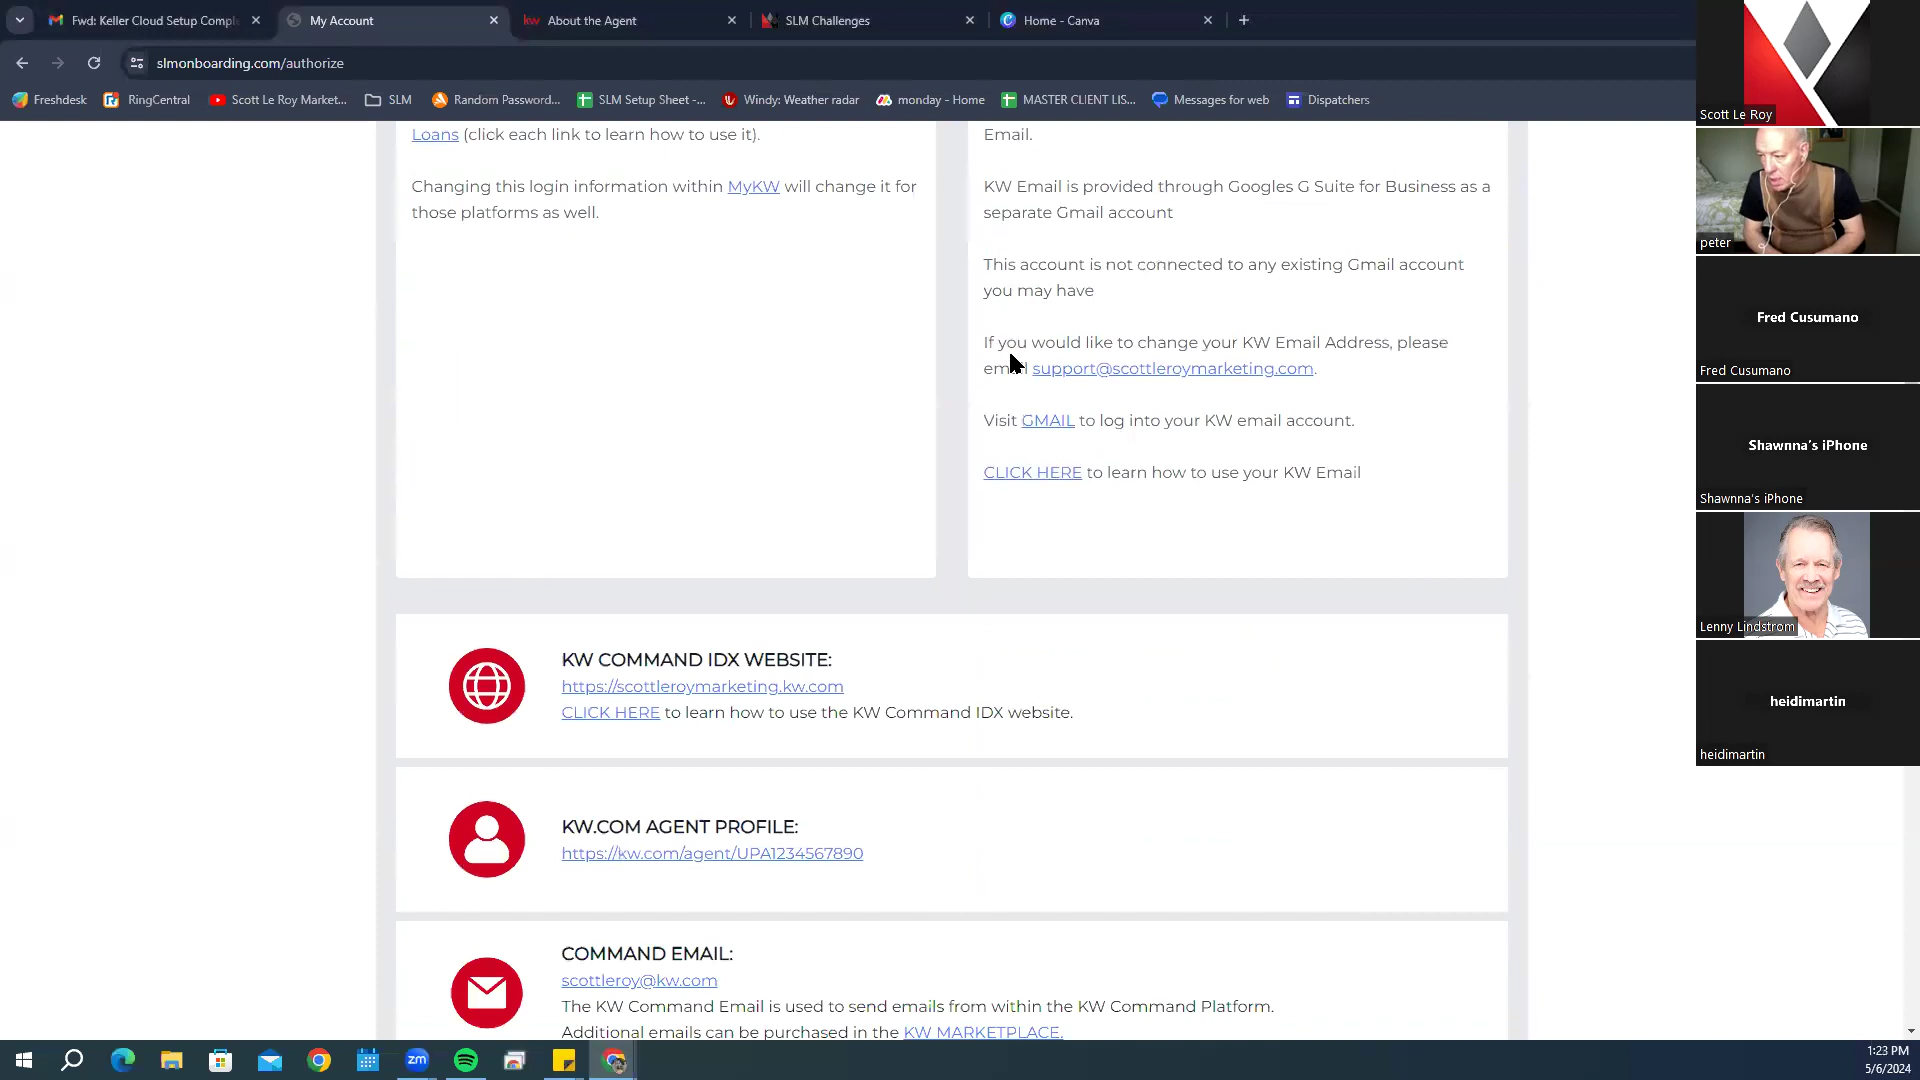 Fwd: Keller Cloud Setup Compl
My Account
kw About the Agent
SLM Challenges
Home - Canva
slmonboarding.com/authorize
Freshdesk
RingCentral
Scott Le Roy Market...
SLM
Random Password...
SLM Setup Sheet -...
Windy: Weather radar
monday - Home
MASTER CLIENT LIS...
Messages for web
Dispatchers
Loans (click each link to learn how to use it).
Changing this login information within MyKW will change it for
those platforms as well.
Email.
KW Email is provided through Googles G Suite for Business as a
separate Gmail account
This account is not connected to any existing Gmail account
you may have
If you would like to change your KW Email Address, please
email support@scottleroymarketing.com.
Visit GMAIL to log into your KW email account.
CLICK HERE to learn how to use your KW Email
KW COMMAND IDX WEBSITE:
https://scottleroymarketing.kw.com
CLICK HERE to learn how to use the KW Command IDX website.
KW.COM AGENT PROFILE:
https://kw.com/agent/UPA1234567890
COMMAND EMAIL:
scottleroy@kw.com
The KW Command Email is used to send emails from within the KW Command Platform.
Additional emails can be purchased in the KW MARKETPLACE.
Scott Le Roy
peter
Fred Cusumano
Fred Cusumano
Shawnna's iPhone
Shawnna's iPhone
Lenny Lindstrom
heidimartin
heidimartin
zm
1:23 PM
5/6/2024